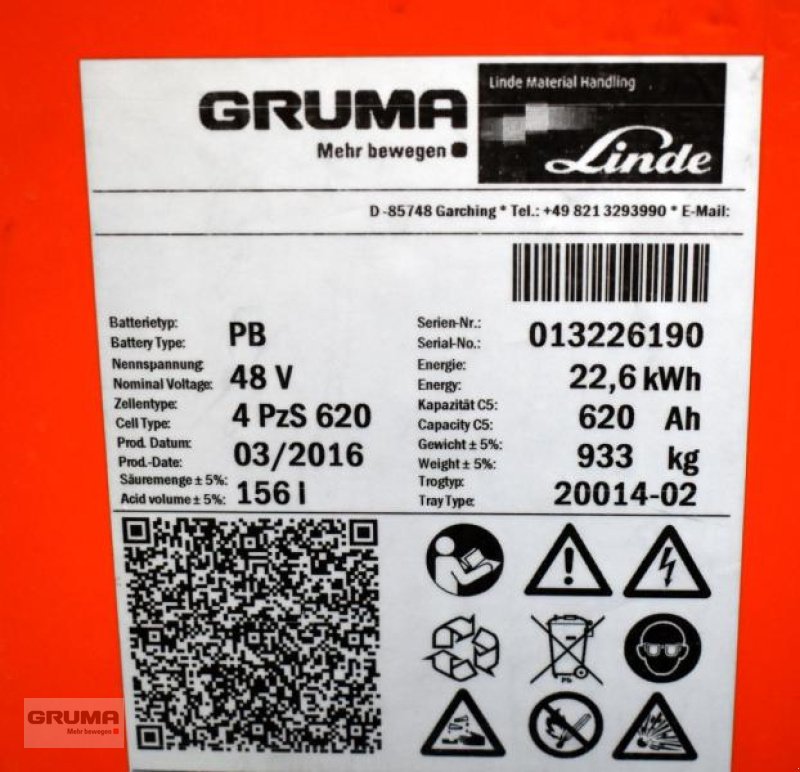 GRUMA
Mehr bewegen
Linde Material Handling
Linde
D-85748 Garching * Tel.: +49 821 3293990 * E-Mail:
Batterietyp:
Battery Type: PB
Nennspannung:
Nominal Voltage: 48 V
Zellentype:
Cell Type: 4 PzS 620
Prod. Datum:
Prod.-Date: 03/2016
Säuremenge ± 5%:
Acid volume ± 5%: 156 l
Serien-Nr.:
Serial-No.: 013226190
Energie:
Energy: 22,6 kWh
Kapazität C5:
Capacity C5: 620 Ah
Gewicht ± 5%:
Weight ± 5%: 933 kg
Trogtyp:
Tray Type: 20014-02
Pb
GRUMA
Mehr bewegen